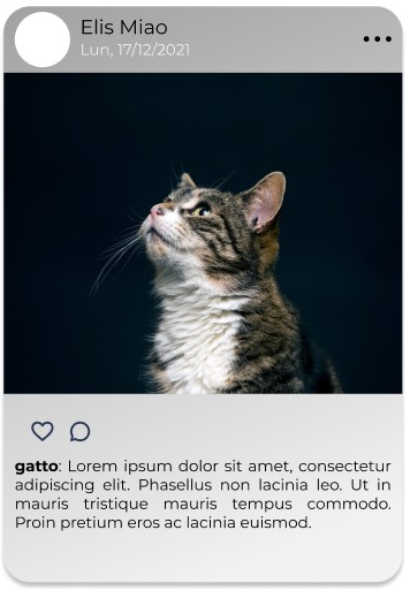 Elis Miao
Lun, 17/12/2021
gatto: Lorem ipsum dolor sit amet, consectetur
adipiscing elit. Phasellus non lacinia leo. Ut in
mauris tristique mauris tempus commodo.
Proin pretium eros ac lacinia euismod.